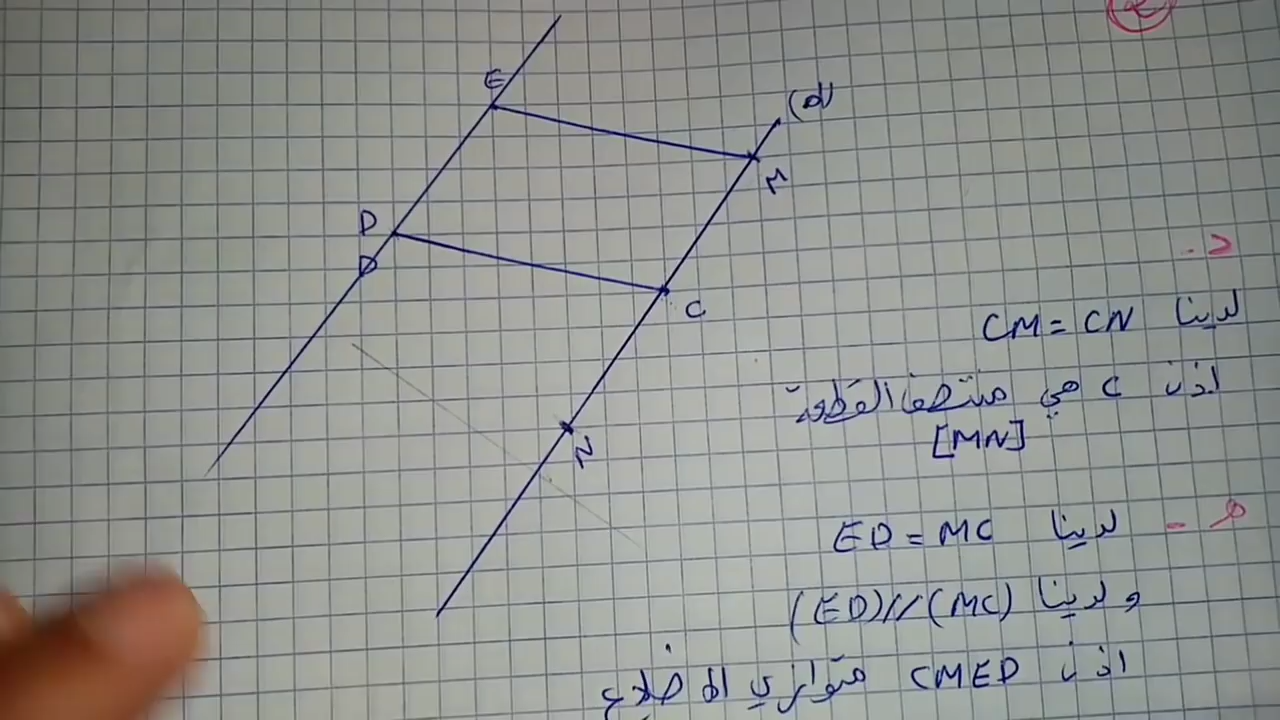 E
(d)
M
D
D
C
N
د -
لدينا CM = CN
اذن C هي منتصف القطعة
[MN]
هـ - لدينا ED = MC
و لدينا (ED)//(MC)
اذن CMED متوازي الاضلاع